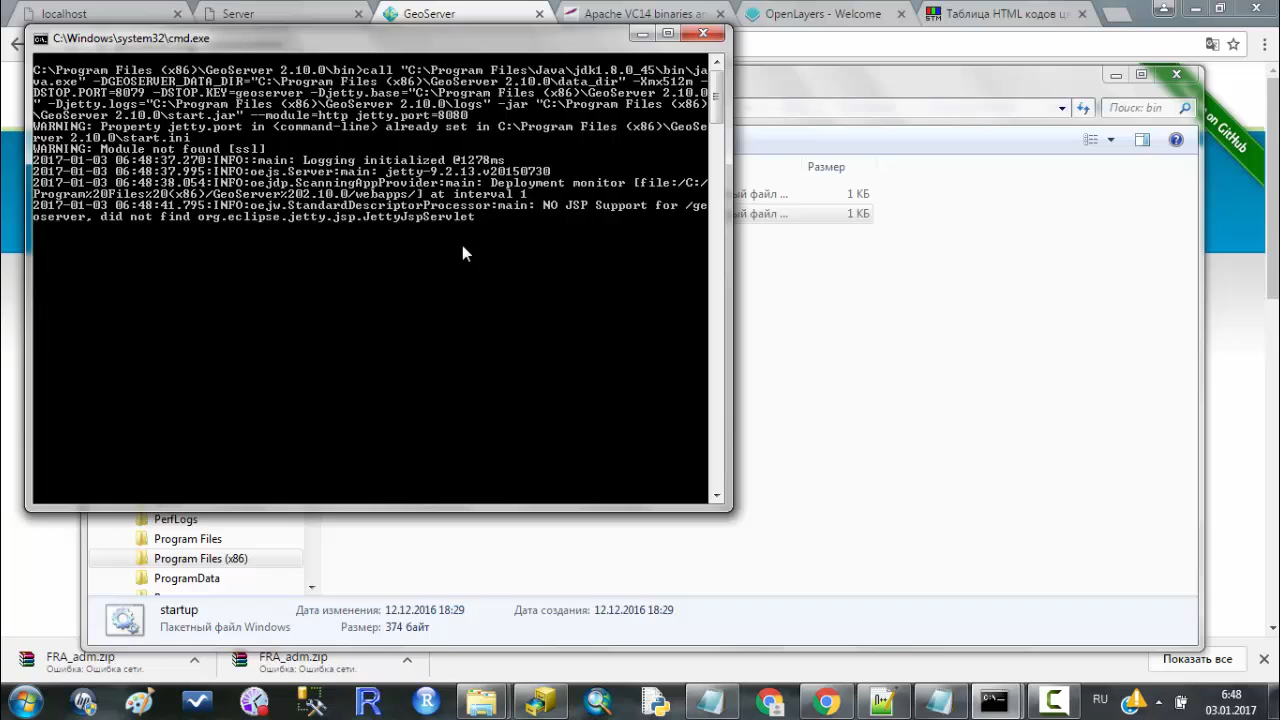 localhost
Server
GeoServer
Apache VC14 binaries an
OpenLayers - Welcome
Таблица HTML кодов цв
C:\Windows\system32\cmd.exe
C:\Program Files (x86)\GeoServer 2.10.0\bin>call "C:\Program Files\Java\jdk1.8.0_45\bin\ja
va.exe" -DGEOSERVER_DATA_DIR="C:\Program Files (x86)\GeoServer 2.10.0\data_dir" -Xmx512m -
DSTOP.PORT=8079 -DSTOP.KEY=geoserver -Djetty.base="C:\Program Files (x86)\GeoServer 2.10.0
" -Djetty.logs="C:\Program Files (x86)\GeoServer 2.10.0\logs" -jar "C:\Program Files (x86)
\GeoServer 2.10.0\start.jar" --module=http jetty.port=8080
WARNING: Property jetty.port in <command-line> already set in C:\Program Files (x86)\GeoSe
rver 2.10.0\start.ini
WARNING: Module not found [ssl]
2017-01-03 06:48:37.270:INFO::main: Logging initialized @1278ms
2017-01-03 06:48:37.995:INFO:oejs.Server:main: jetty-9.2.13.v20150730
2017-01-03 06:48:38.054:INFO:oejdp.ScanningAppProvider:main: Deployment monitor [file:/C:/
Program%20Files%20(x86)/GeoServer%202.10.0/webapps/] at interval 1
2017-01-03 06:48:41.795:INFO:oejw.StandardDescriptorProcessor:main: NO JSP Support for /ge
oserver, did not find org.eclipse.jetty.jsp.JettyJspServlet
Поиск: bin
on GitHub
Размер
ый файл ... 1 КБ
ый файл ... 1 КБ
PerfLogs
Program Files
Program Files (x86)
ProgramData
startup
Дата изменения: 12.12.2016 18:29
Дата создания: 12.12.2016 18:29
Пакетный файл Windows
Размер: 374 байт
FRA_adm.zip
Ошибка: Ошибка сети.
FRA_adm.zip
Ошибка: Ошибка сети.
Показать все
RU
6:48
03.01.2017